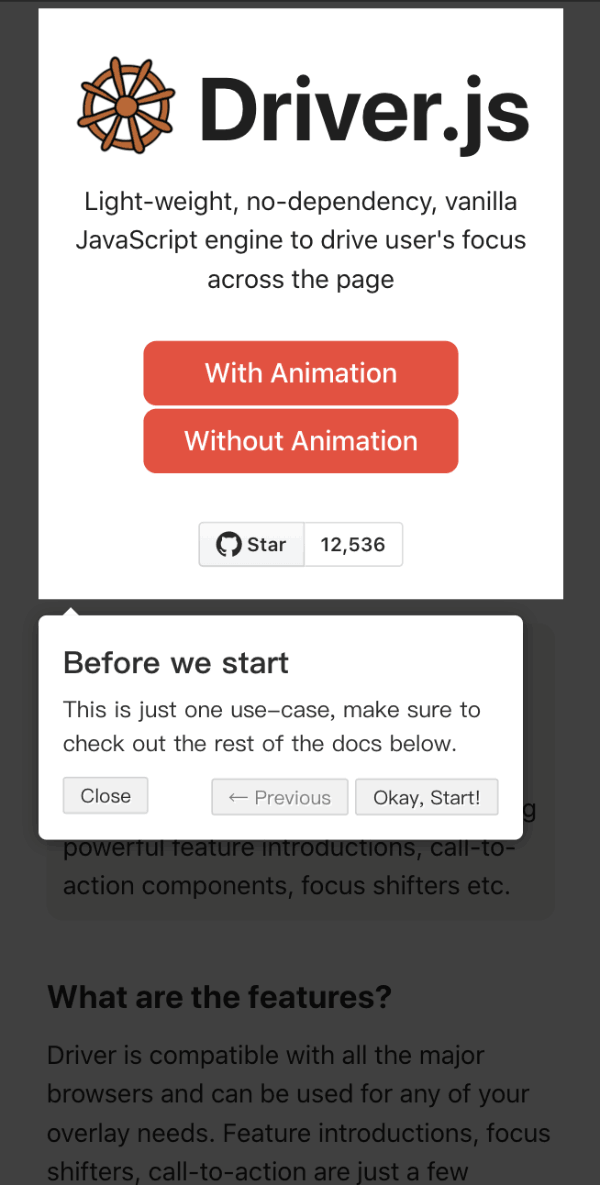 Driver.js
Light-weight, no-dependency, vanilla
JavaScript engine to drive user's focus
across the page
With Animation
Without Animation
Star 12,536
Before we start
This is just one use–case, make sure to
check out the rest of the docs below.
Close ← Previous Okay, Start!
powerful feature introductions, call-to-
action components, focus shifters etc.
What are the features?
Driver is compatible with all the major
browsers and can be used for any of your
overlay needs. Feature introductions, focus
shifters, call-to-action are just a few